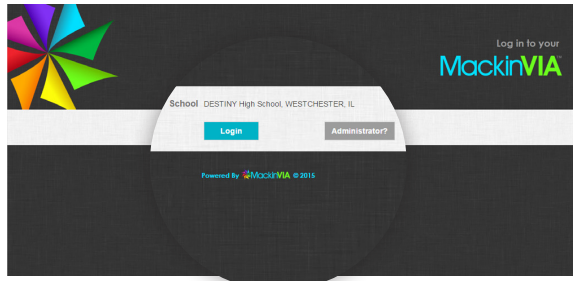 Log in to your
MackinVIA
School DESTINY High School, WESTCHESTER, IL
Login Administrator?
Powered By MackinVIA © 2015